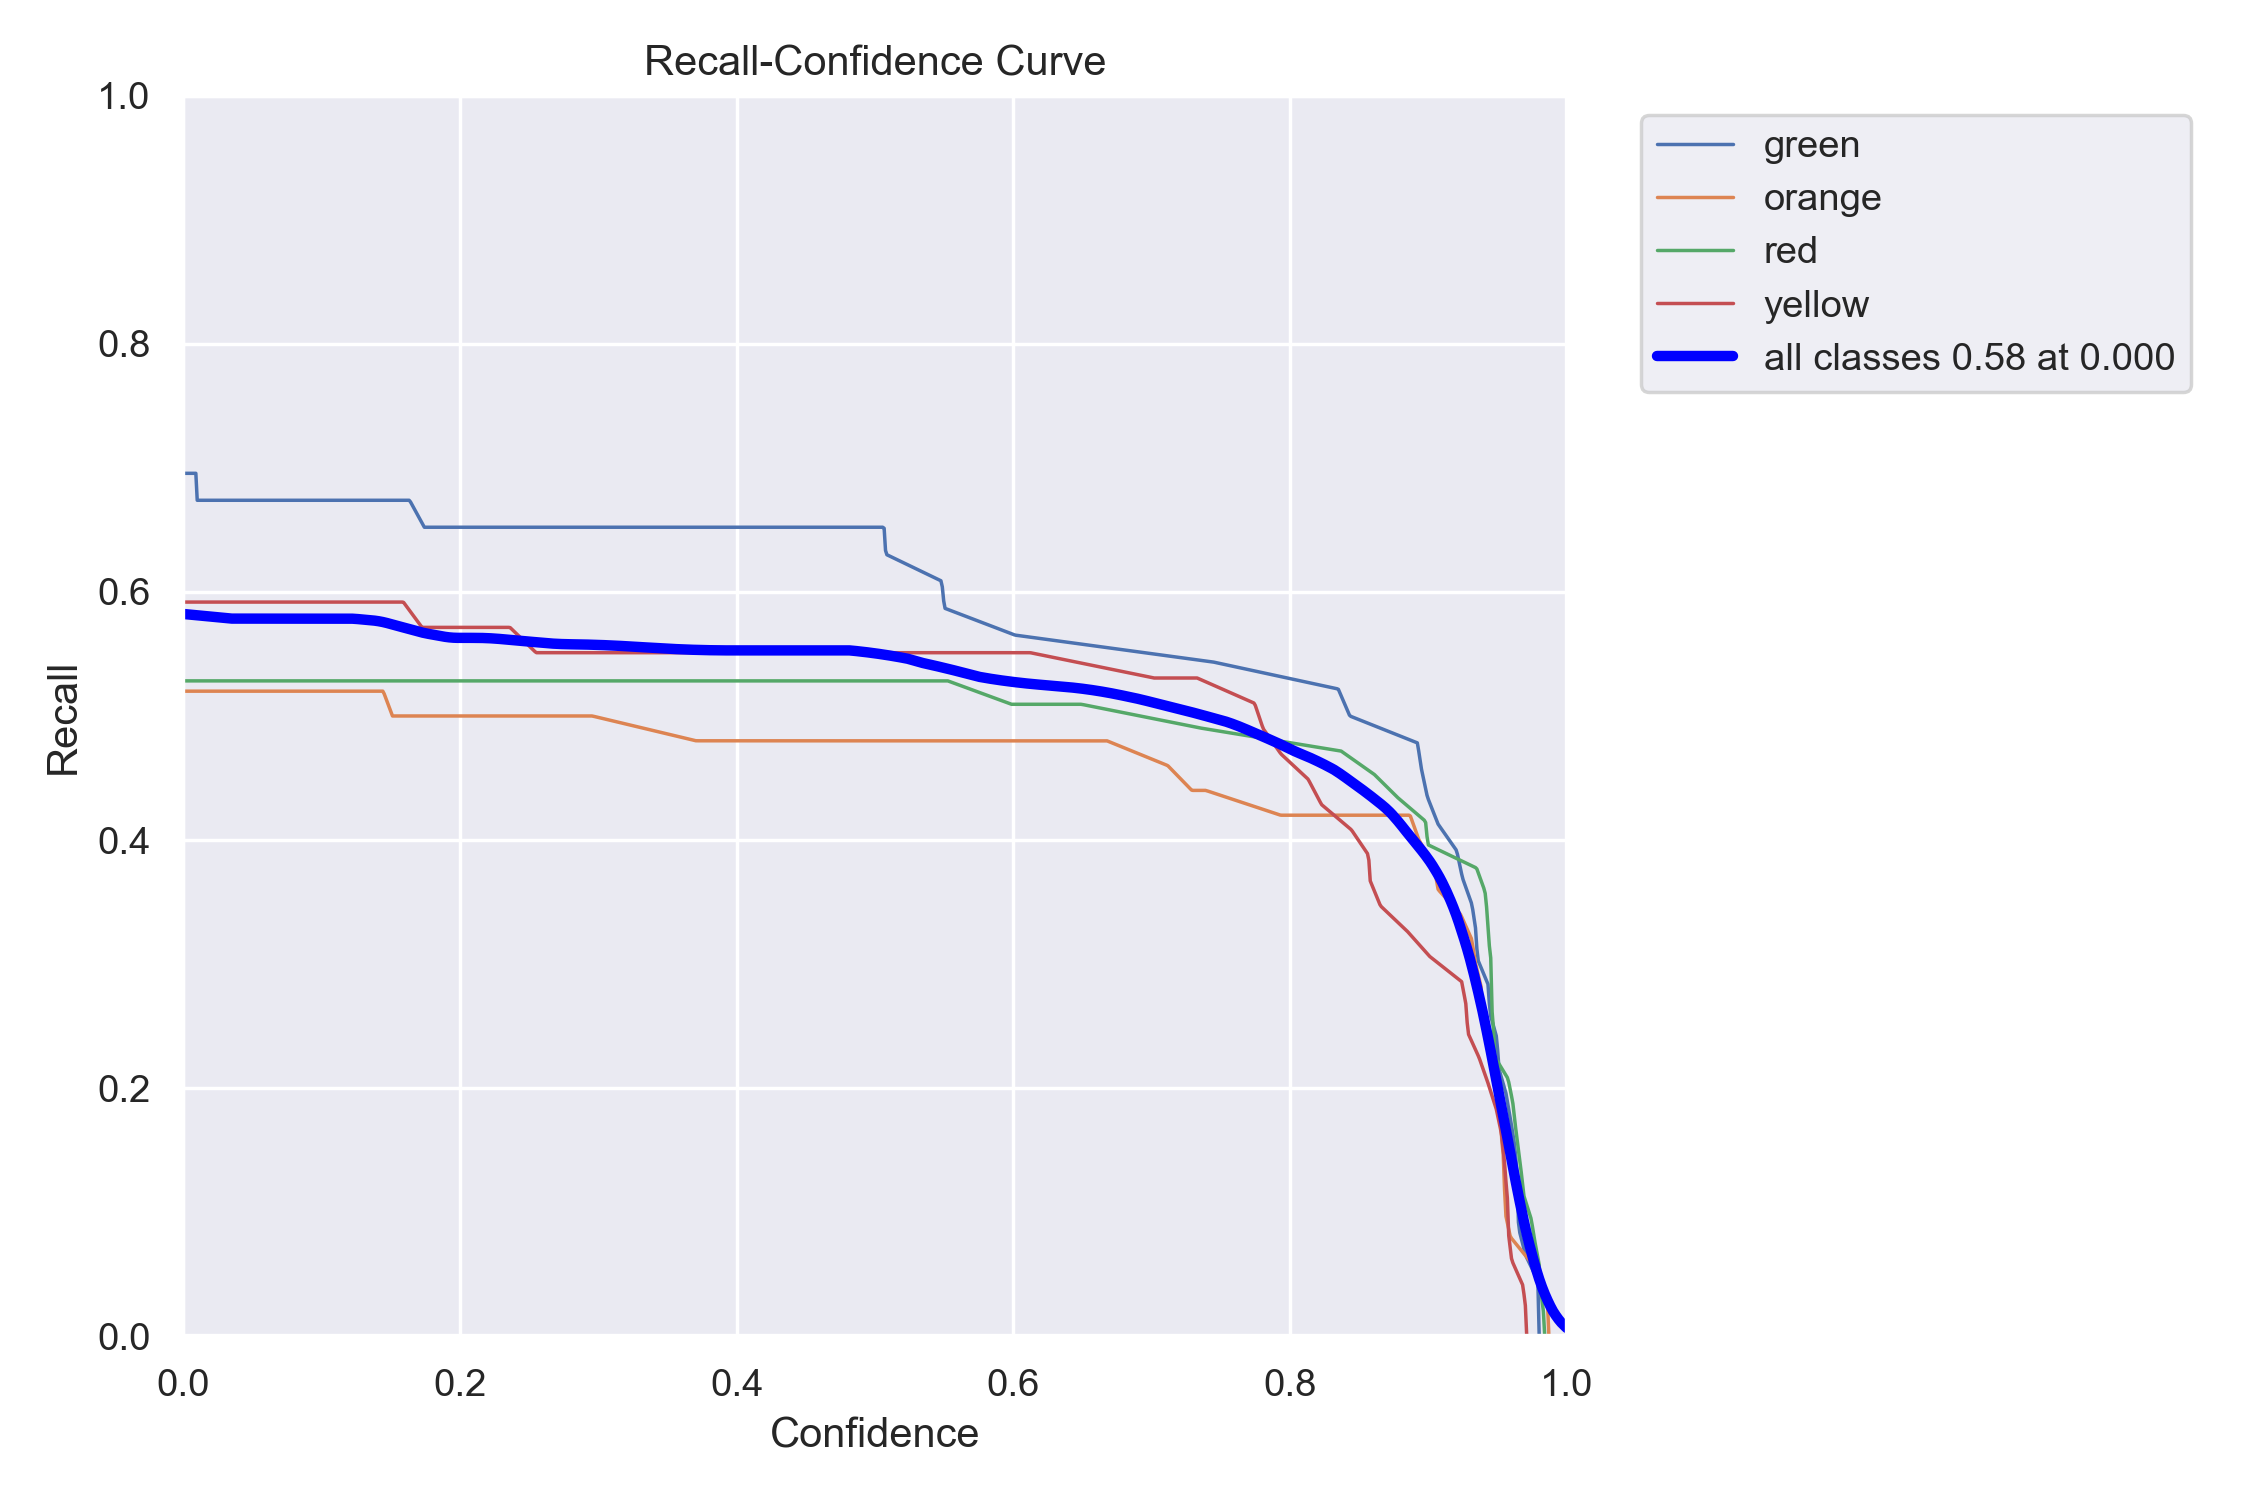 Recall-Confidence Curve
1.0
0.8
0.6
0.4
0.2
0.0
Recall
0.0 0.2 0.4 0.6 0.8 1.0
Confidence
green
orange
red
yellow
all classes 0.58 at 0.000